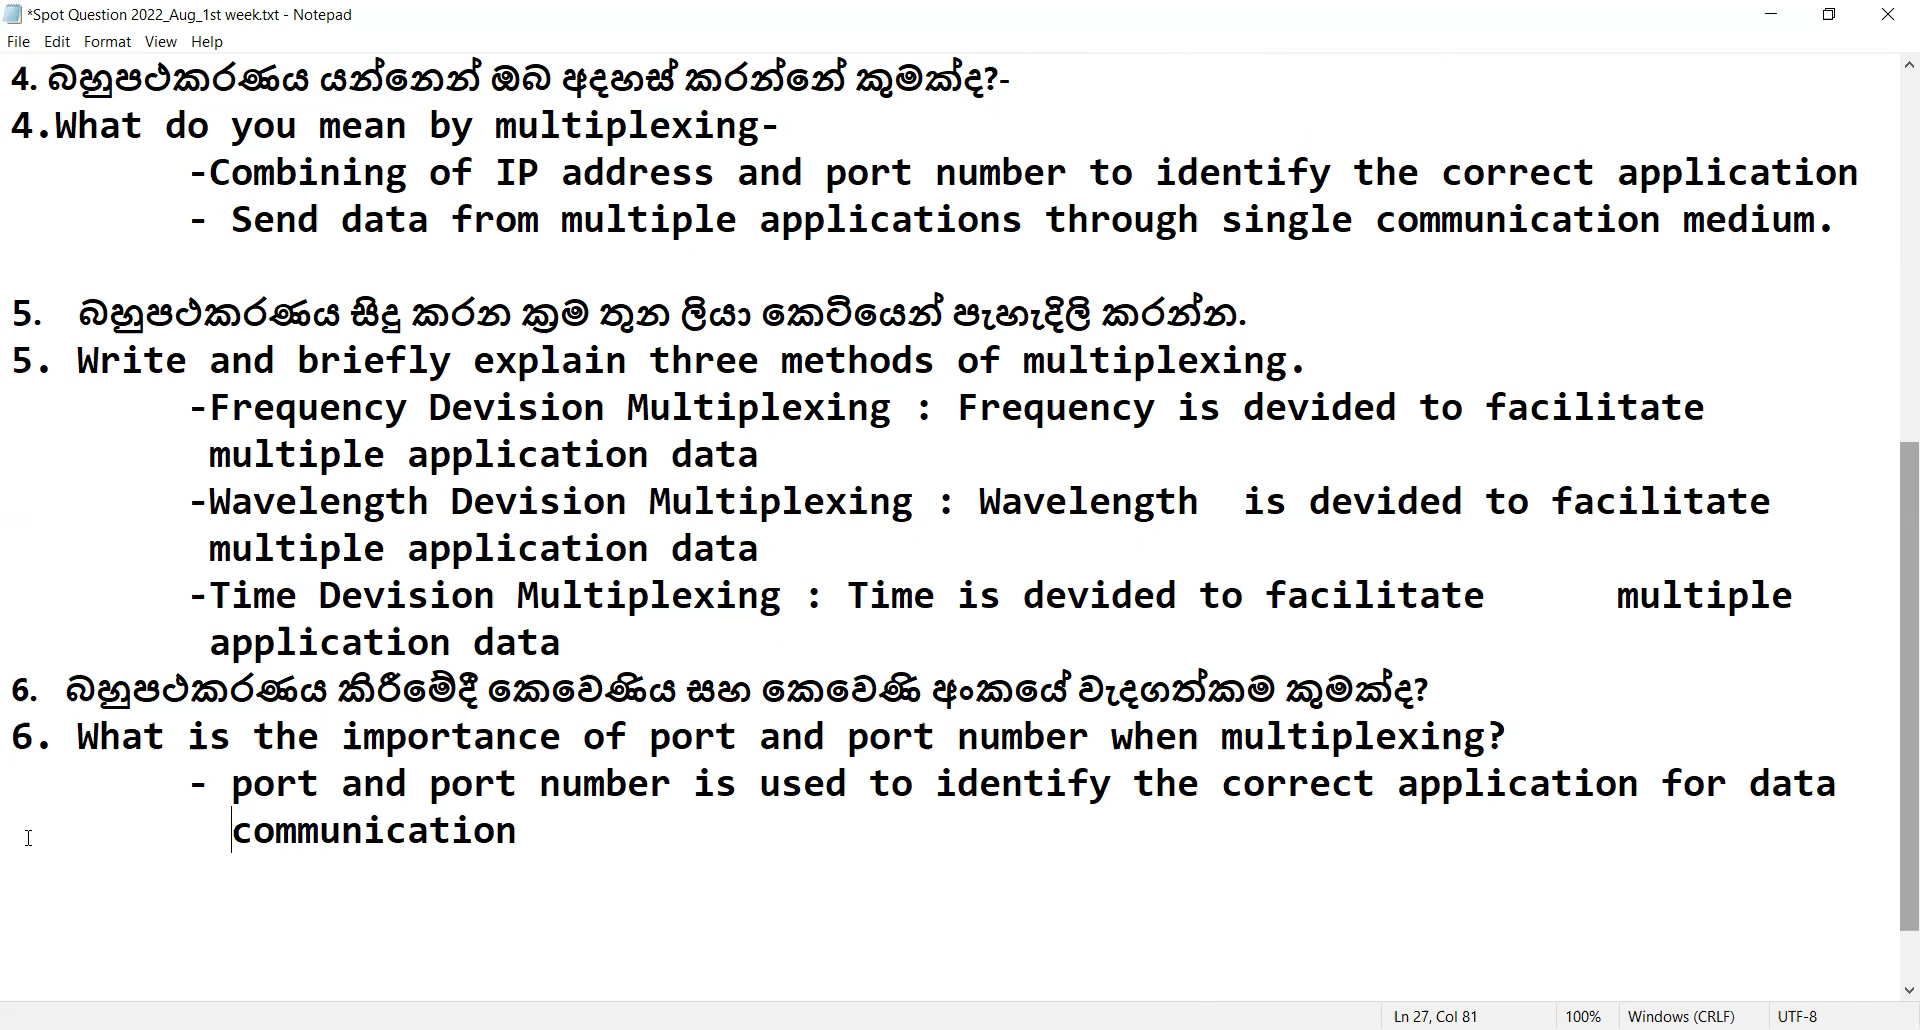 *Spot Question 2022_Aug_1st week.txt - Notepad
File Edit Format View Help
4. බහුපථකරණය යන්නෙන් ඔබ අදහස් කරන්නේ කුමක්ද?-
4.What do you mean by multiplexing-
-Combining of IP address and port number to identify the correct application
- Send data from multiple applications through single communication medium.
5. බහුපථකරණය සිදු කරන ක්‍රම තුන ලියා කෙටියෙන් පැහැදිලි කරන්න.
5. Write and briefly explain three methods of multiplexing.
-Frequency Devision Multiplexing : Frequency is devided to facilitate
multiple application data
-Wavelength Devision Multiplexing : Wavelength  is devided to facilitate
multiple application data
-Time Devision Multiplexing : Time is devided to facilitate      multiple
application data
6. බහුපථකරණය කිරීමේදී කෙවෙණිය සහ කෙවෙණි අංකයේ වැදගත්කම කුමක්ද?
6. What is the importance of port and port number when multiplexing?
- port and port number is used to identify the correct application for data
communication
Ln 27, Col 81 100% Windows (CRLF) UTF-8